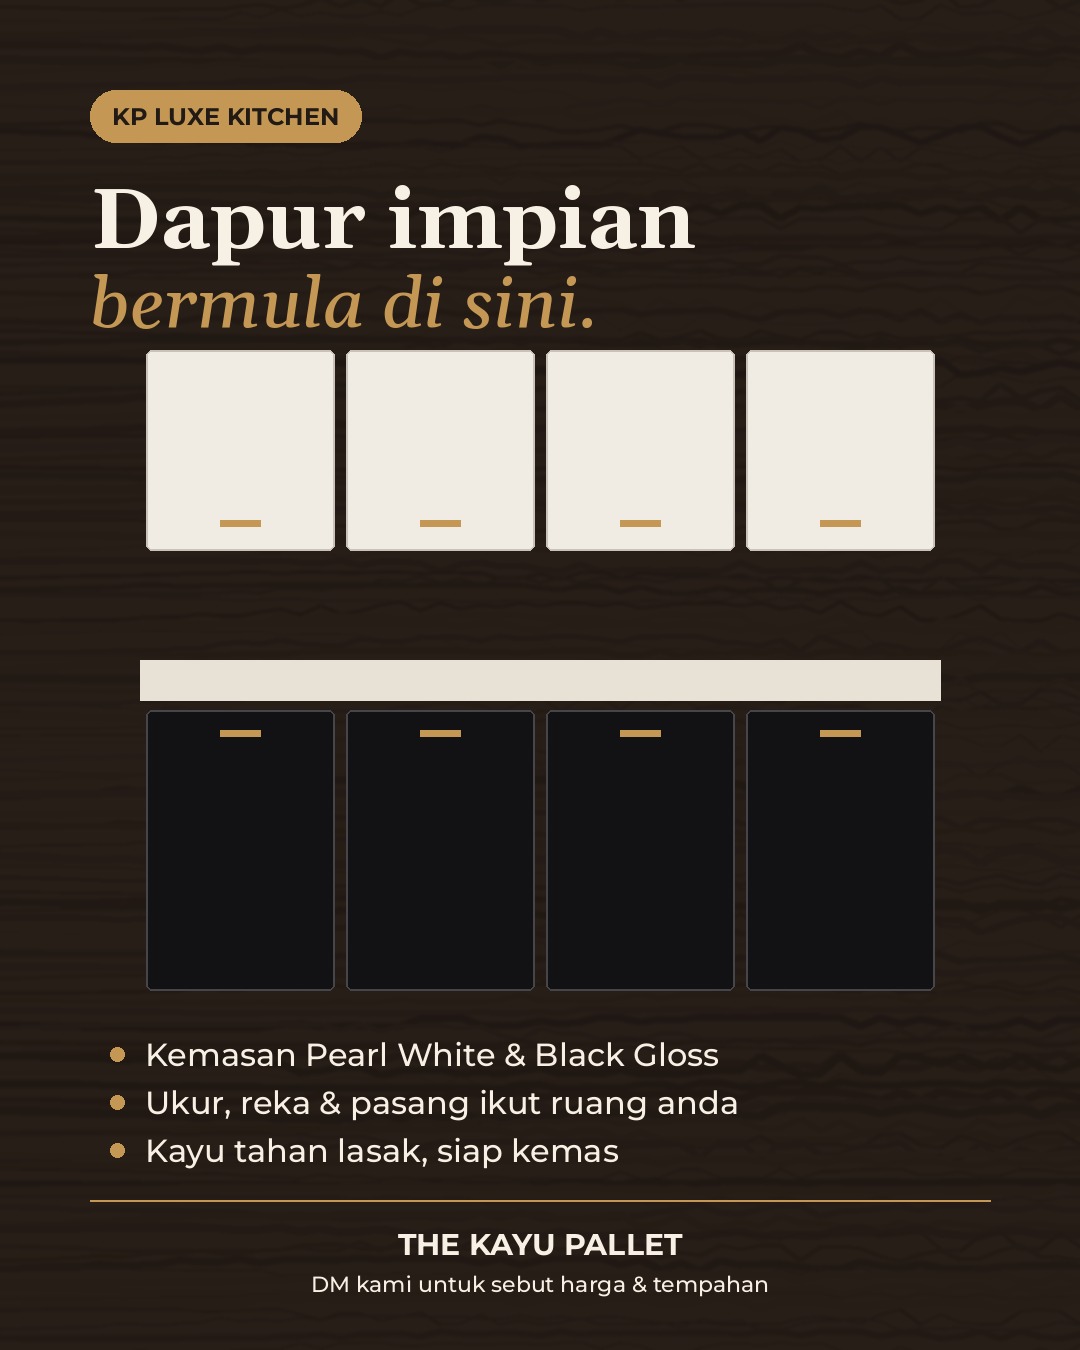 KP LUXE KITCHEN
Dapur impian
bermula di sini.
Kemasan Pearl White & Black Gloss
Ukur, reka & pasang ikut ruang anda
Kayu tahan lasak, siap kemas
THE KAYU PALLET
DM kami untuk sebut harga & tempahan